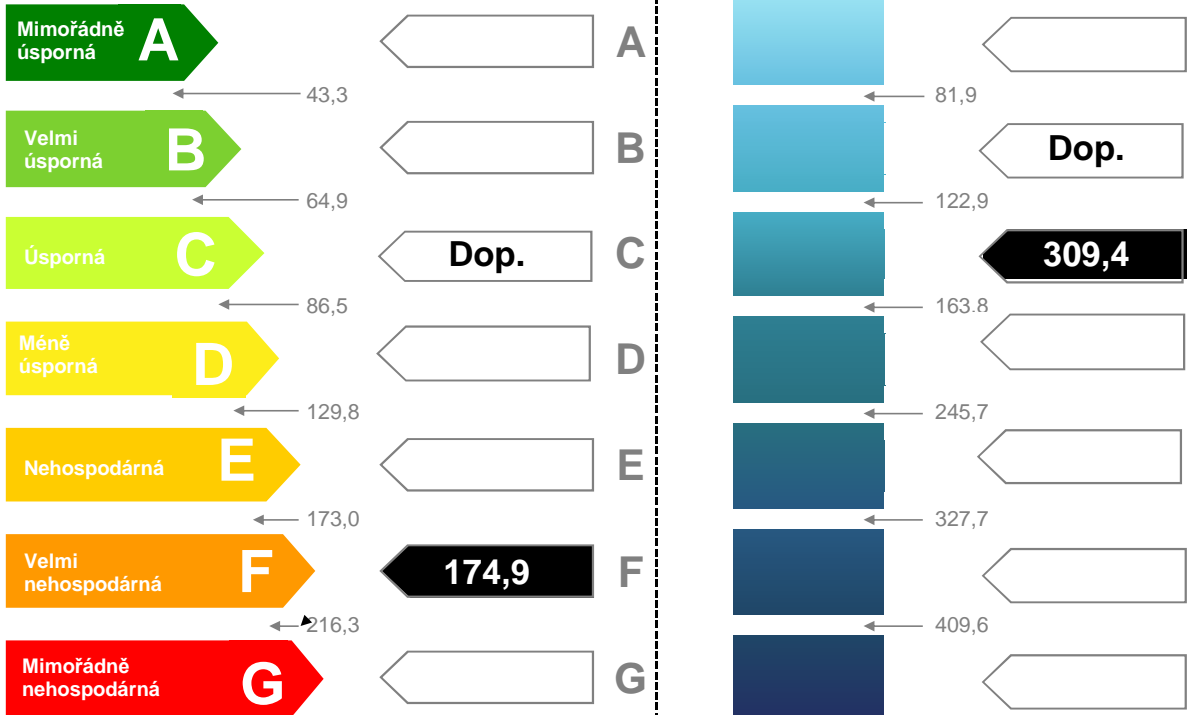 Mimořádně
úsporná
A
A
43,3
81,9
Velmi
úsporná
B
B
Dop.
64,9
122,9
Úsporná
C
Dop.
C
309,4
86,5
163,8
Méně
úsporná
D
D
129,8
245,7
Nehospodárná
E
E
173,0
327,7
Velmi
nehospodárná
F
174,9
F
216,3
409,6
Mimořádně
nehospodárná
G
G